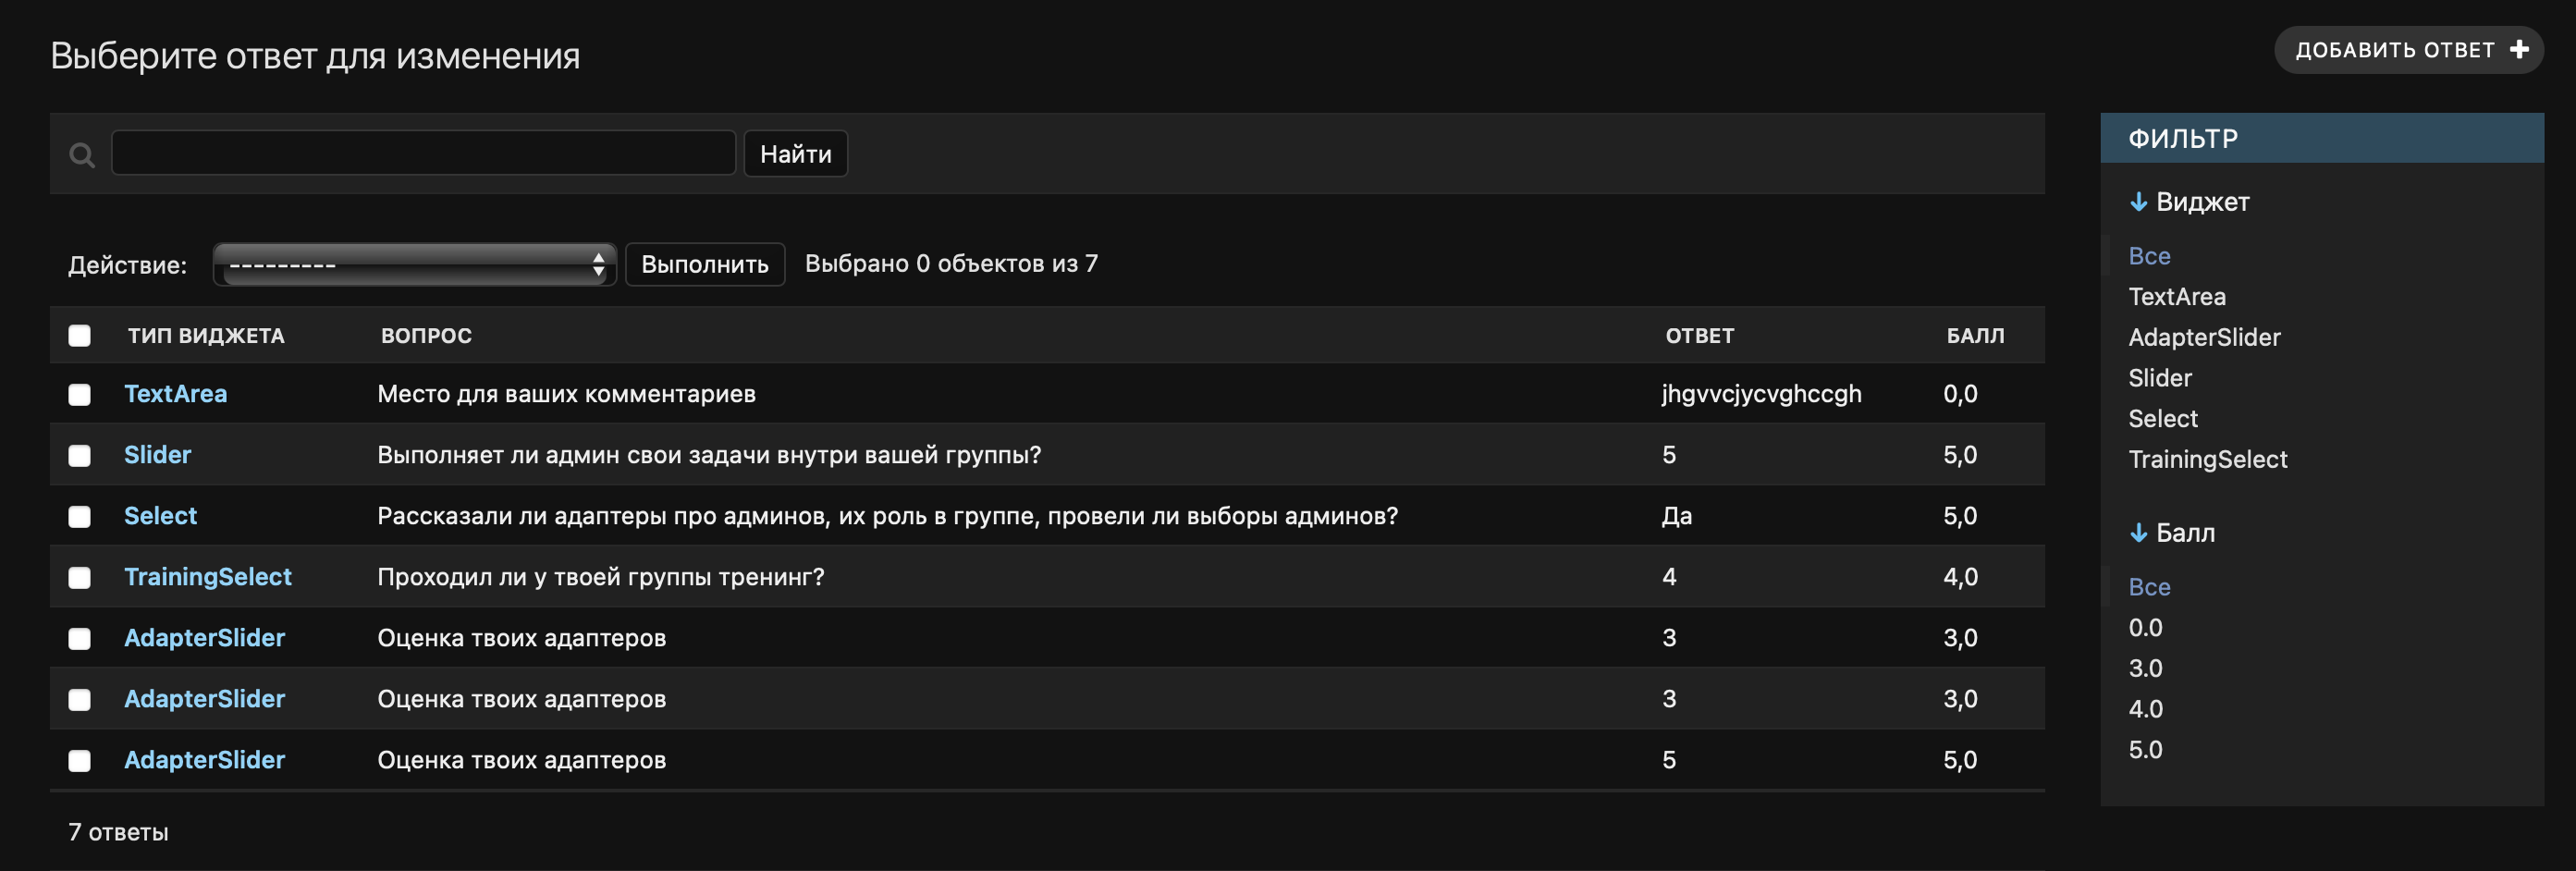 Выберите ответ для изменения
ДОБАВИТЬ ОТВЕТ
Найти
Действие: --------- Выполнить Выбрано 0 объектов из 7
ТИП ВИДЖЕТА ВОПРОС ОТВЕТ БАЛЛ
TextArea Место для ваших комментариев jhgvvcjycvghccgh 0,0
Slider Выполняет ли админ свои задачи внутри вашей группы? 5 5,0
Select Рассказали ли адаптеры про админов, их роль в группе, провели ли выборы админов? Да 5,0
TrainingSelect Проходил ли у твоей группы тренинг? 4 4,0
AdapterSlider Оценка твоих адаптеров 3 3,0
AdapterSlider Оценка твоих адаптеров 3 3,0
AdapterSlider Оценка твоих адаптеров 5 5,0
7 ответы
ФИЛЬТР
Виджет
Все
TextArea
AdapterSlider
Slider
Select
TrainingSelect
Балл
Все
0.0
3.0
4.0
5.0